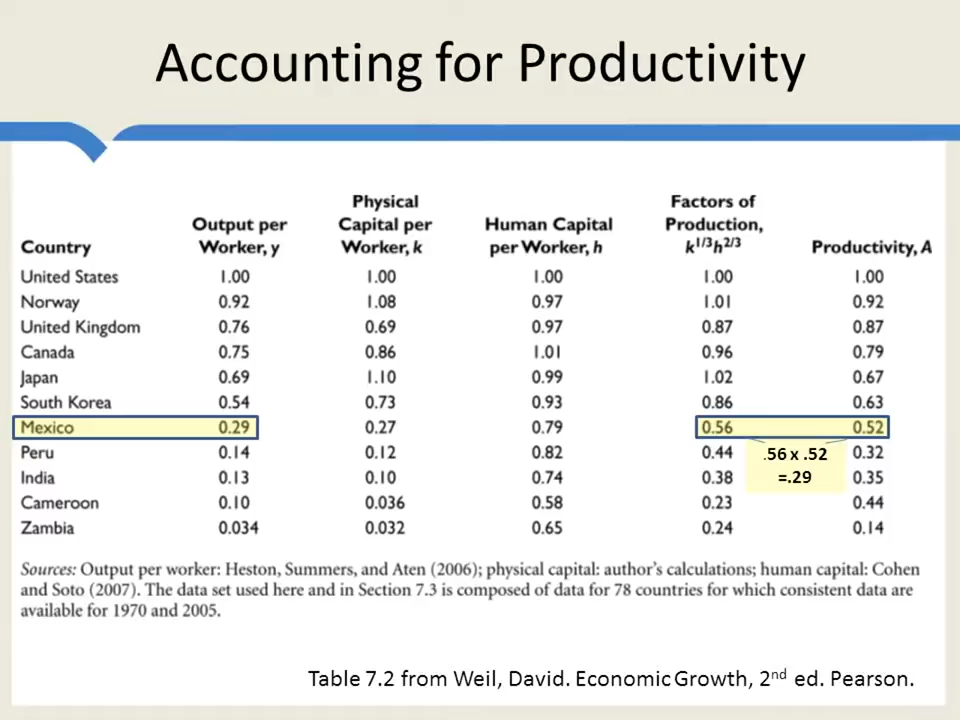 Accounting for Productivity
Physical Factors of
Output per Capital per Human Capital Production,
Country Worker, y Worker, k per Worker, h k1/3h2/3 Productivity, A
United States 1.00 1.00 1.00 1.00 1.00
Norway 0.92 1.08 0.97 1.01 0.92
United Kingdom 0.76 0.69 0.97 0.87 0.87
Canada 0.75 0.86 1.01 0.96 0.79
Japan 0.69 1.10 0.99 1.02 0.67
South Korea 0.54 0.73 0.93 0.86 0.63
Mexico 0.29 0.27 0.79 0.56 0.52
Peru 0.14 0.12 0.82 0.44 .56 x .52 0.32
India 0.13 0.10 0.74 0.38 =.29 0.35
Cameroon 0.10 0.036 0.58 0.23 0.44
Zambia 0.034 0.032 0.65 0.24 0.14
Sources: Output per worker: Heston, Summers, and Aten (2006); physical capital: author's calculations; human capital: Cohen
and Soto (2007). The data set used here and in Section 7.3 is composed of data for 78 countries for which consistent data are
available for 1970 and 2005.
Table 7.2 from Weil, David. Economic Growth, 2nd ed. Pearson.